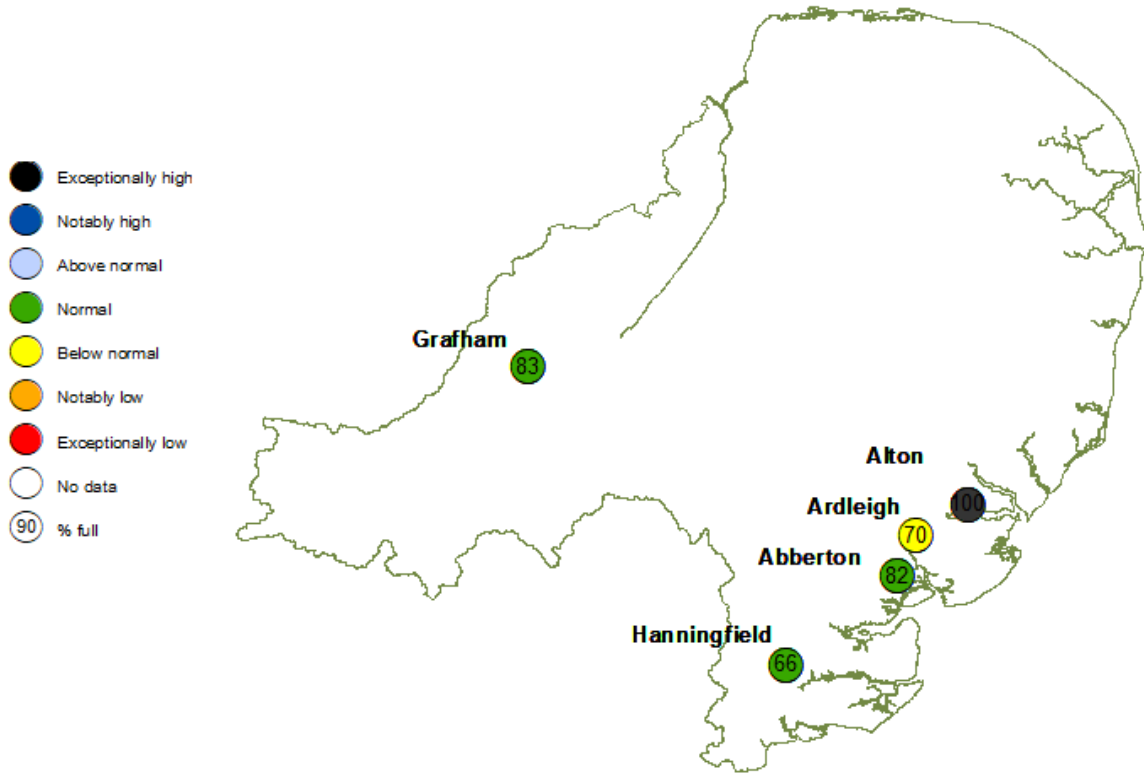 Exceptionally high
Notably high
Above normal
Normal
Below normal
Notably low
Exceptionally low
No data
90 % full
Grafham
83
Alton
100
Ardleigh
70
Abberton
82
Hanningfield
66